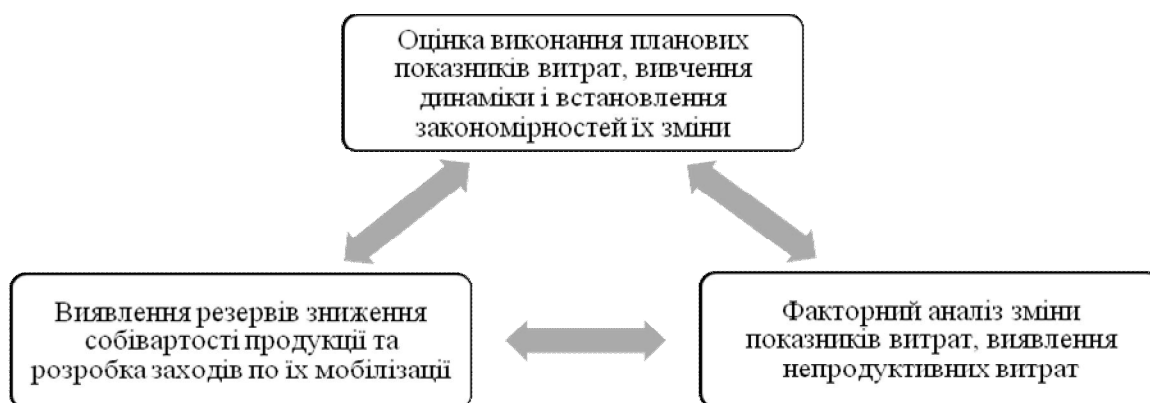 Оцінка виконання планових
показників витрат, вивчення
динаміки і встановлення
закономірностей їх зміни
Виявлення резервів зниження
собівартості продукції та
розробка заходів по їх мобілізації
Факторний аналіз зміни
показників витрат, виявлення
непродуктивних витрат